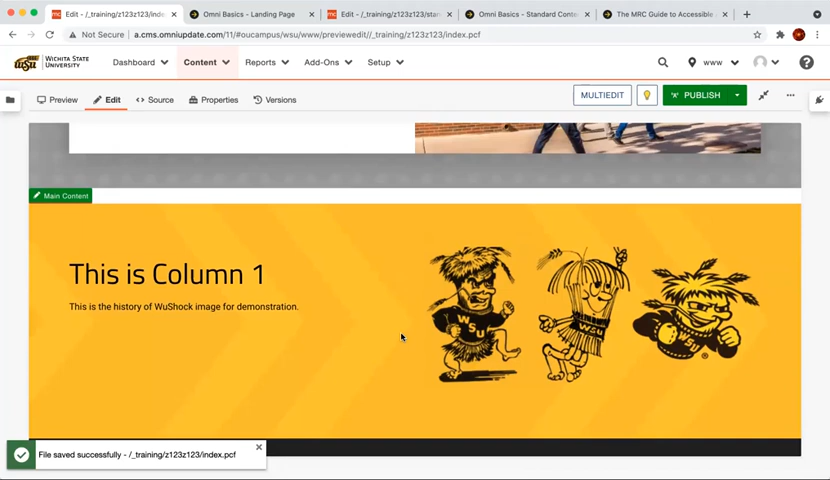 Edit - /_training/z123z123/inde
Omni Basics - Landing Page
Edit - /_training/z123z123/stan
Omni Basics - Standard Conte
The MRC Guide to Accessible
Not Secure
a.cms.omniupdate.com/11/#oucampus/wsu/www/previewedit//_training/z123z123/index.pcf
WSU
WICHITA STATE
UNIVERSITY
Dashboard
Content
Reports
Add-Ons
Setup
www
Preview
Edit
Source
Properties
Versions
MULTIEDIT
PUBLISH
Main Content
This is Column 1
This is the history of WuShock image for demonstration.
WSU
WSU
WSU
File saved successfully - /_training/z123z123/index.pcf